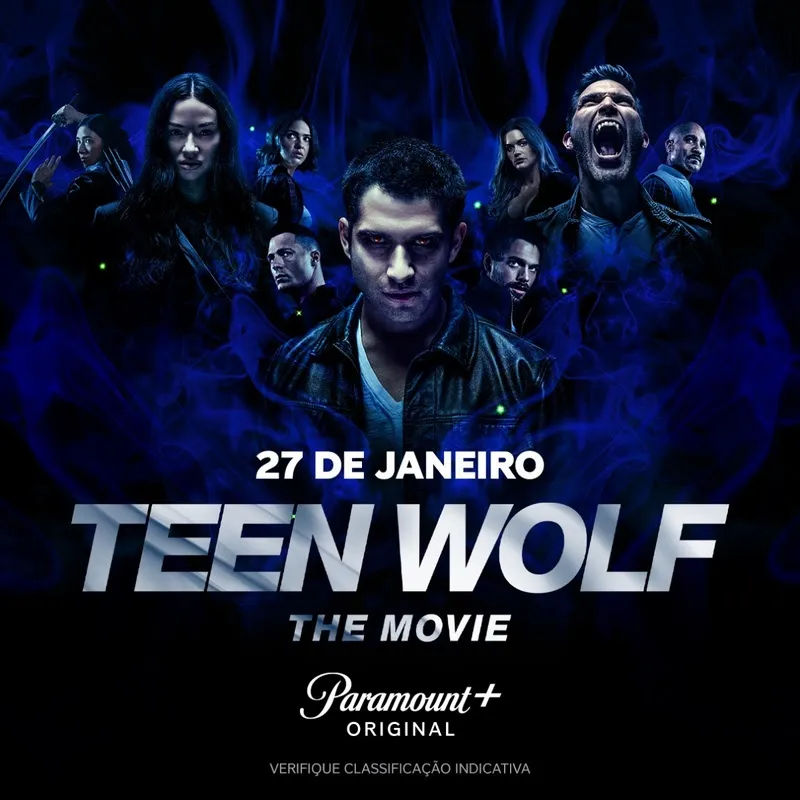 27 DE JANEIRO
TEEN WOLF
THE MOVIE
Paramount+
ORIGINAL
VERIFIQUE CLASSIFICAÇÃO INDICATIVA